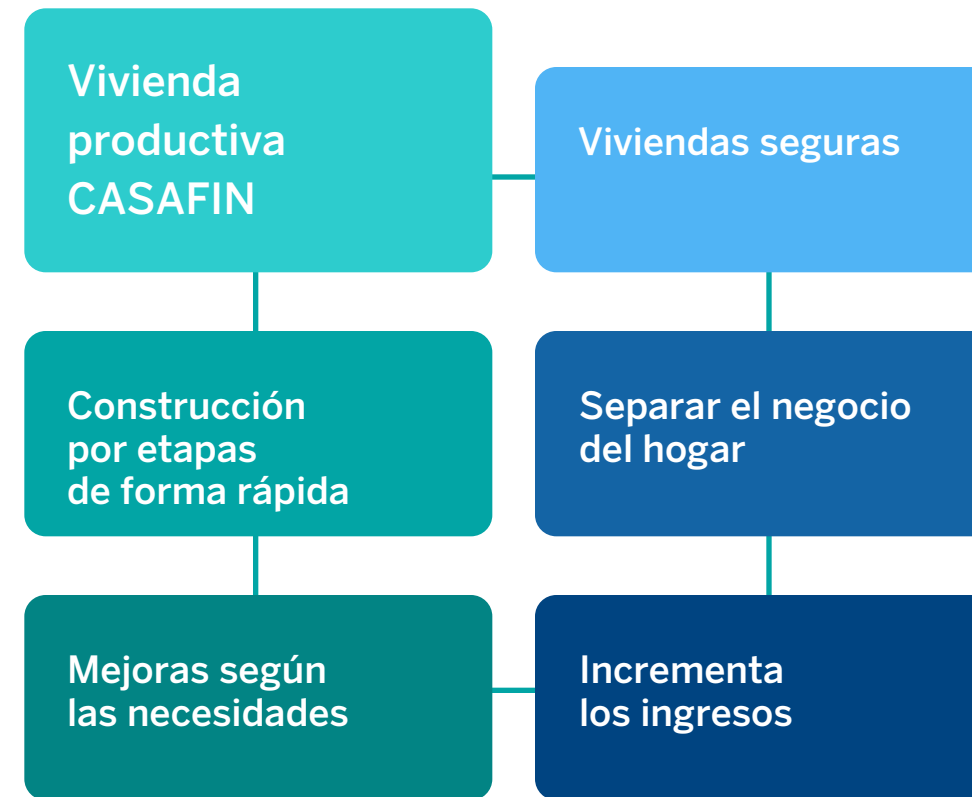 Vivienda
productiva
CASAFIN
Viviendas seguras
Construcción
por etapas
de forma rápida
Separar el negocio
del hogar
Mejoras según
las necesidades
Incrementa
los ingresos